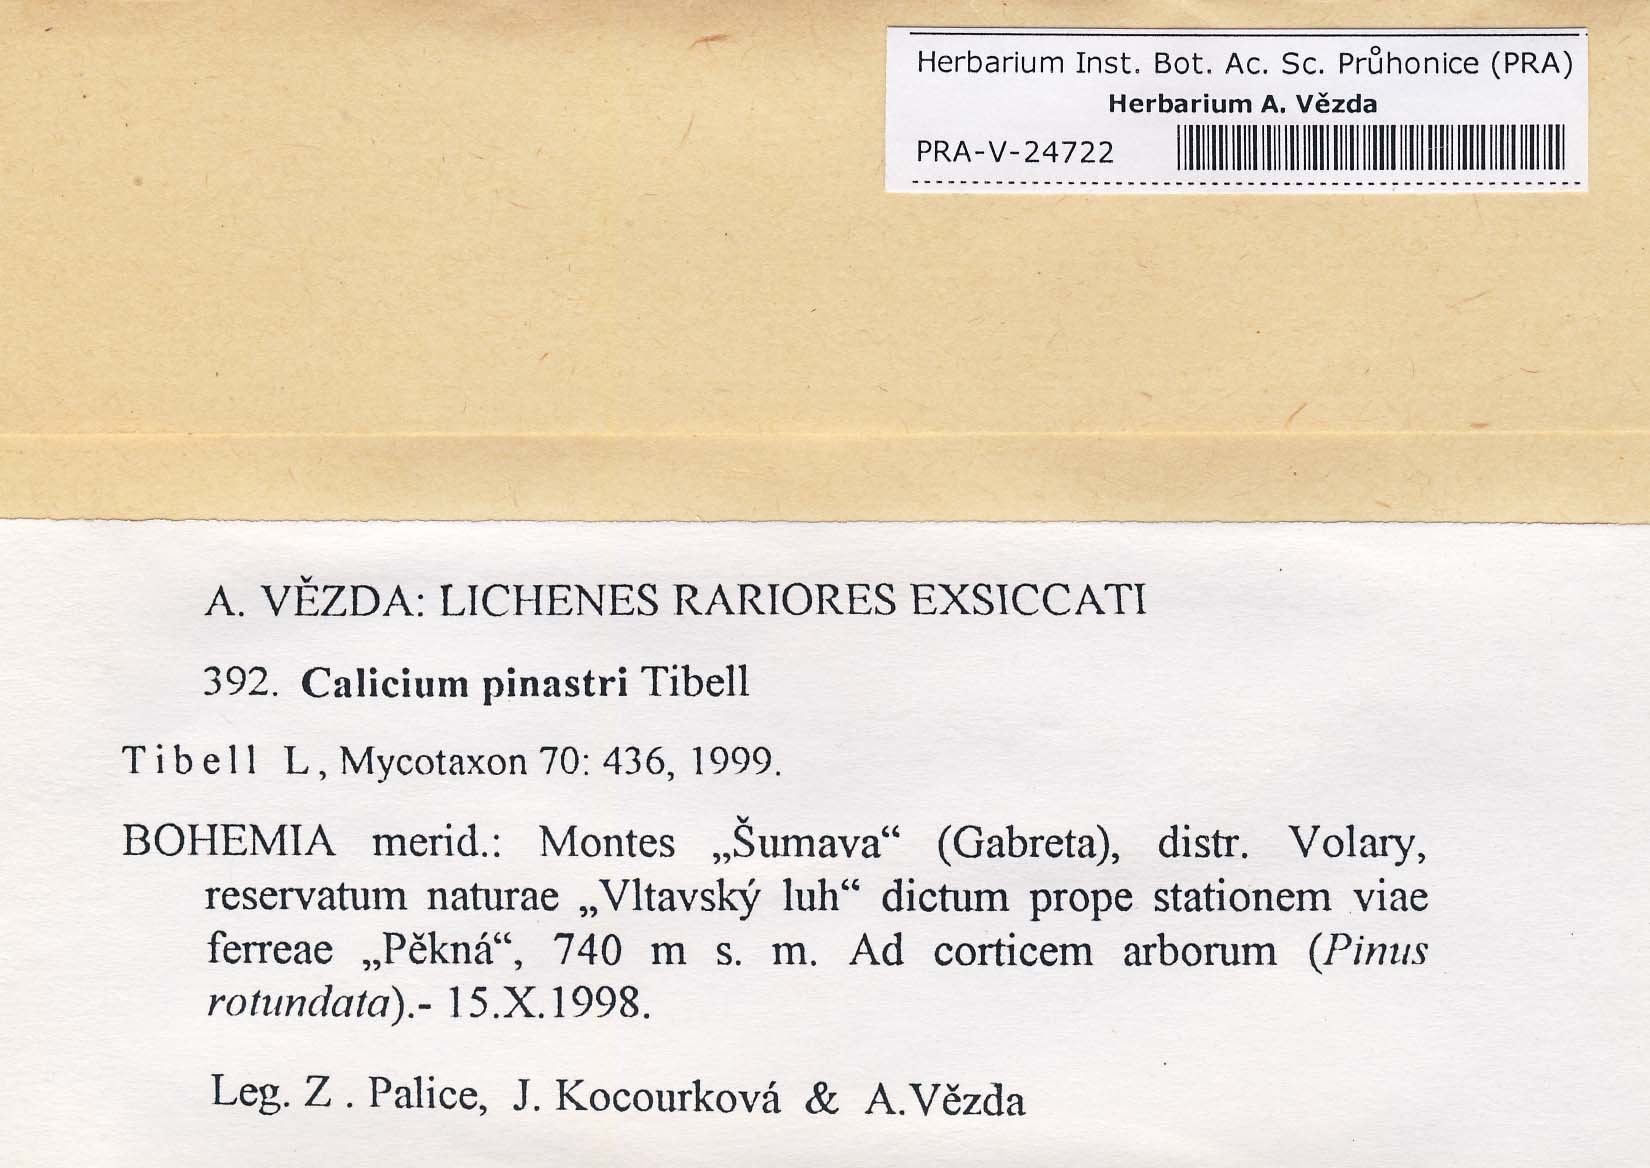 Herbarium Inst. Bot. Ac. Sc. Průhonice (PRA)
Herbarium A. Vězda
PRA-V-24722
A. VĚZDA: LICHENES RARIORES EXSICCATI
392. Calicium pinastri Tibell
Tibell L, Mycotaxon 70: 436, 1999.
BOHEMIA merid.: Montes „Šumava“ (Gabreta), distr. Volary,
reservatum naturae „Vltavský luh“ dictum prope stationem viae
ferreae „Pěkná“, 740 m s. m. Ad corticem arborum (Pinus
rotundata).- 15.X.1998.
Leg. Z . Palice, J. Kocourková & A.Vězda